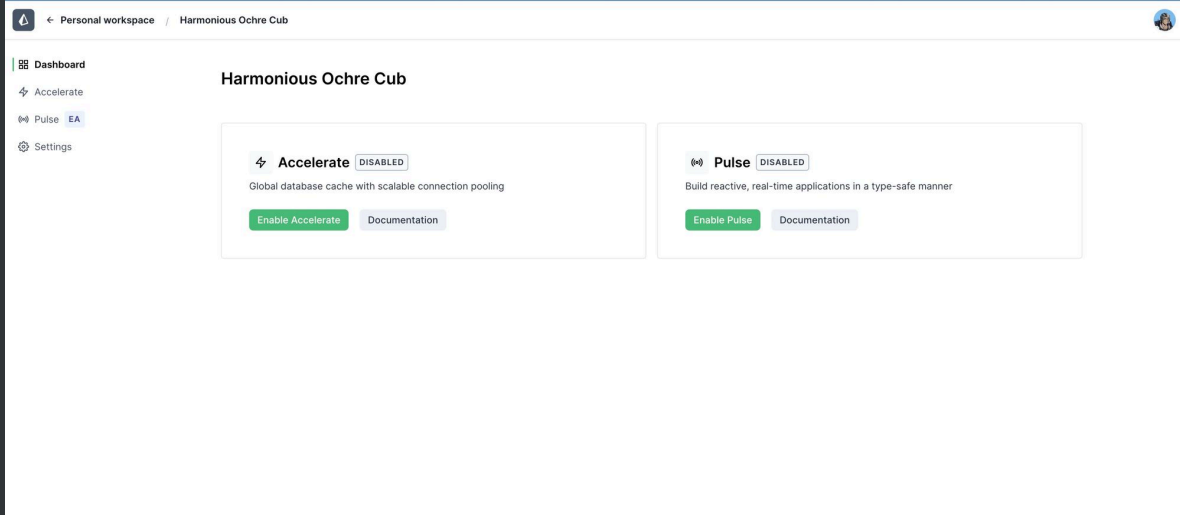 Personal workspace / Harmonious Ochre Cub
Dashboard
Accelerate
Pulse EA
Settings
Harmonious Ochre Cub
Accelerate DISABLED
Global database cache with scalable connection pooling
Enable Accelerate Documentation
Pulse DISABLED
Build reactive, real-time applications in a type-safe manner
Enable Pulse Documentation